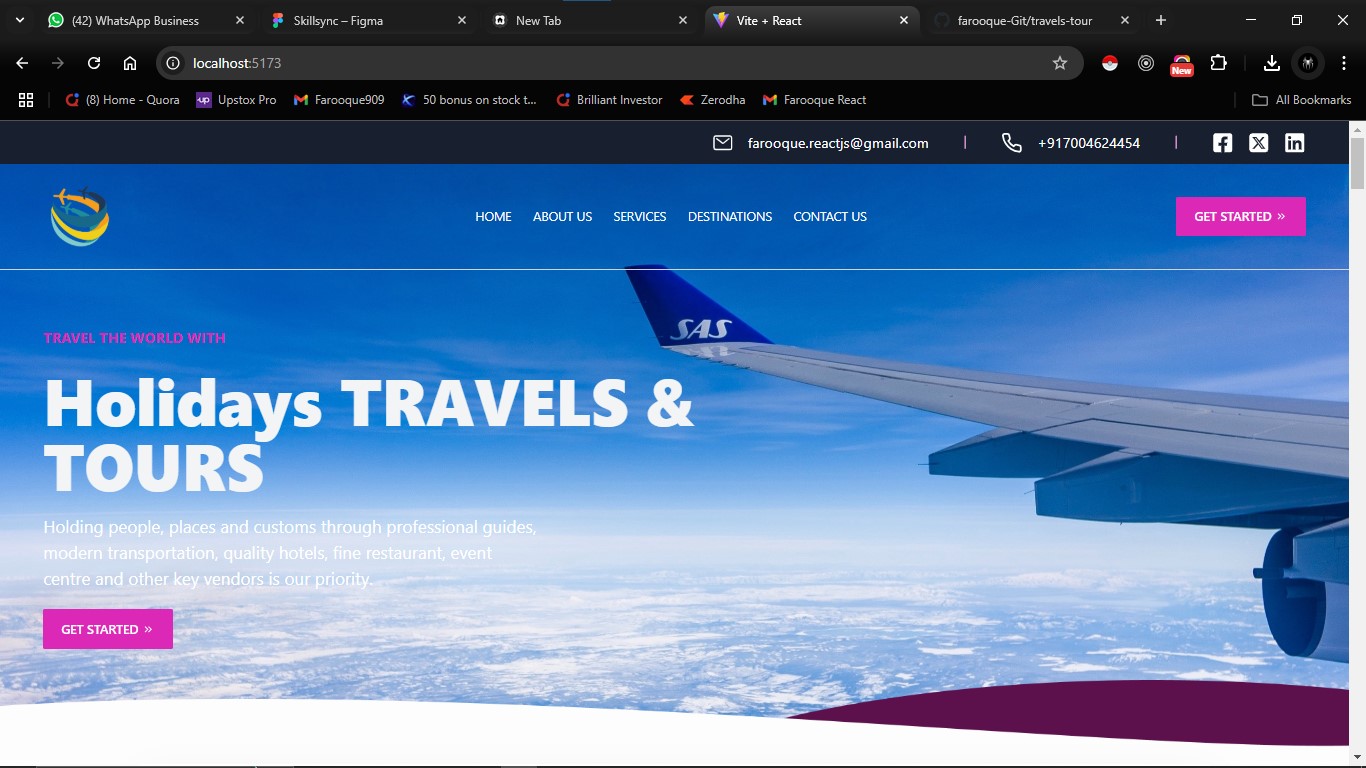 (42) WhatsApp Business
Skillsync – Figma
New Tab
Vite + React
farooque-Git/travels-tour
localhost:5173
New
(8) Home - Quora
up
Upstox Pro
Farooque909
50 bonus on stock t...
Brilliant Investor
Zerodha
Farooque React
All Bookmarks
farooque.reactjs@gmail.com | +917004624454 |
HOME ABOUT US SERVICES DESTINATIONS CONTACT US
GET STARTED »
SAS
TRAVEL THE WORLD WITH
Holidays TRAVELS &
TOURS
Holding people, places and customs through professional guides,
modern transportation, quality hotels, fine restaurant, event
centre and other key vendors is our priority.
GET STARTED »